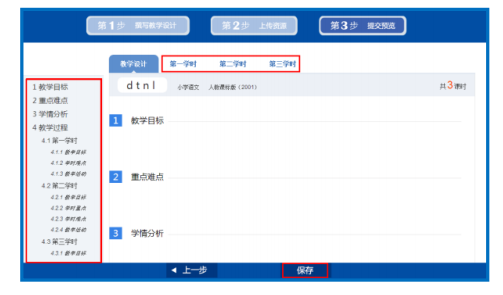 第1步 填写教学设计
第2步 上传资源
第3步 提交预览
教学设计
第一学时
第二学时
第三学时
dtnl
小学语文 人教课标版(2001)
共3课时
1 教学目标
2 重点难点
3 学情分析
4 教学过程
4.1 第一学时
4.1.1 教学目标
4.1.2 学时难点
4.1.3 教学活动
4.2 第二学时
4.2.1 教学目标
4.2.2 学时重点
4.2.3 学时难点
4.2.4 教学活动
4.3 第三学时
4.3.1 教学目标
1 教学目标
2 重点难点
3 学情分析
上一步
保存